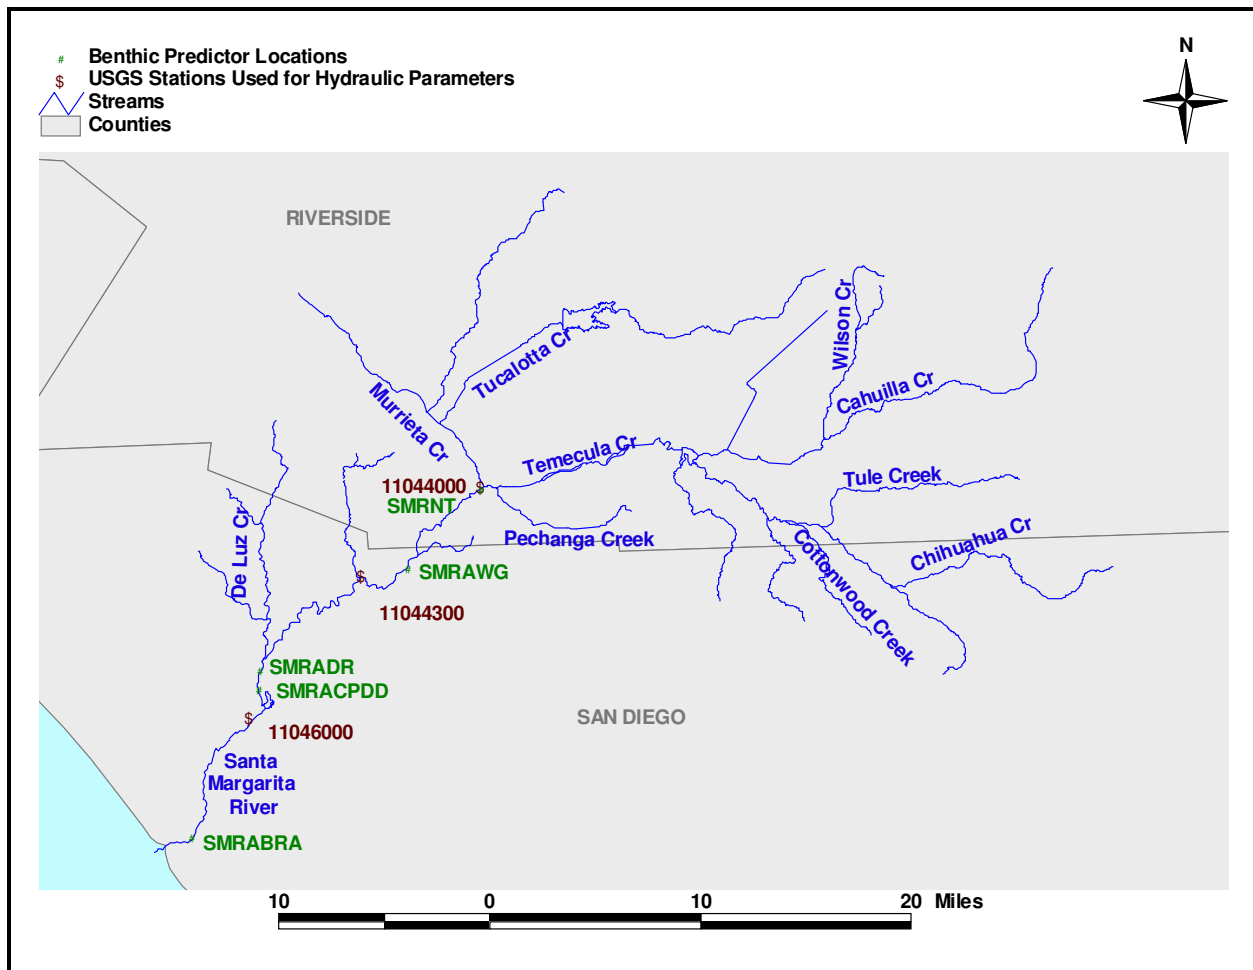 N
# Benthic Predictor Locations
$ USGS Stations Used for Hydraulic Parameters
Streams
Counties
RIVERSIDE
Wilson Cr
Tucalotta Cr
Cahuilla Cr
Murrieta Cr
Temecula Cr
Tule Creek
11044000 $
SMRNT
De Luz Cr
Pechanga Creek
Cottonwood Creek
Chihuahua Cr
# SMRAWG
$
11044300
# SMRADR
# SMRACPDD
$
11046000
SAN DIEGO
Santa
Margarita
River
# SMRABRA
10 0 10 20 Miles